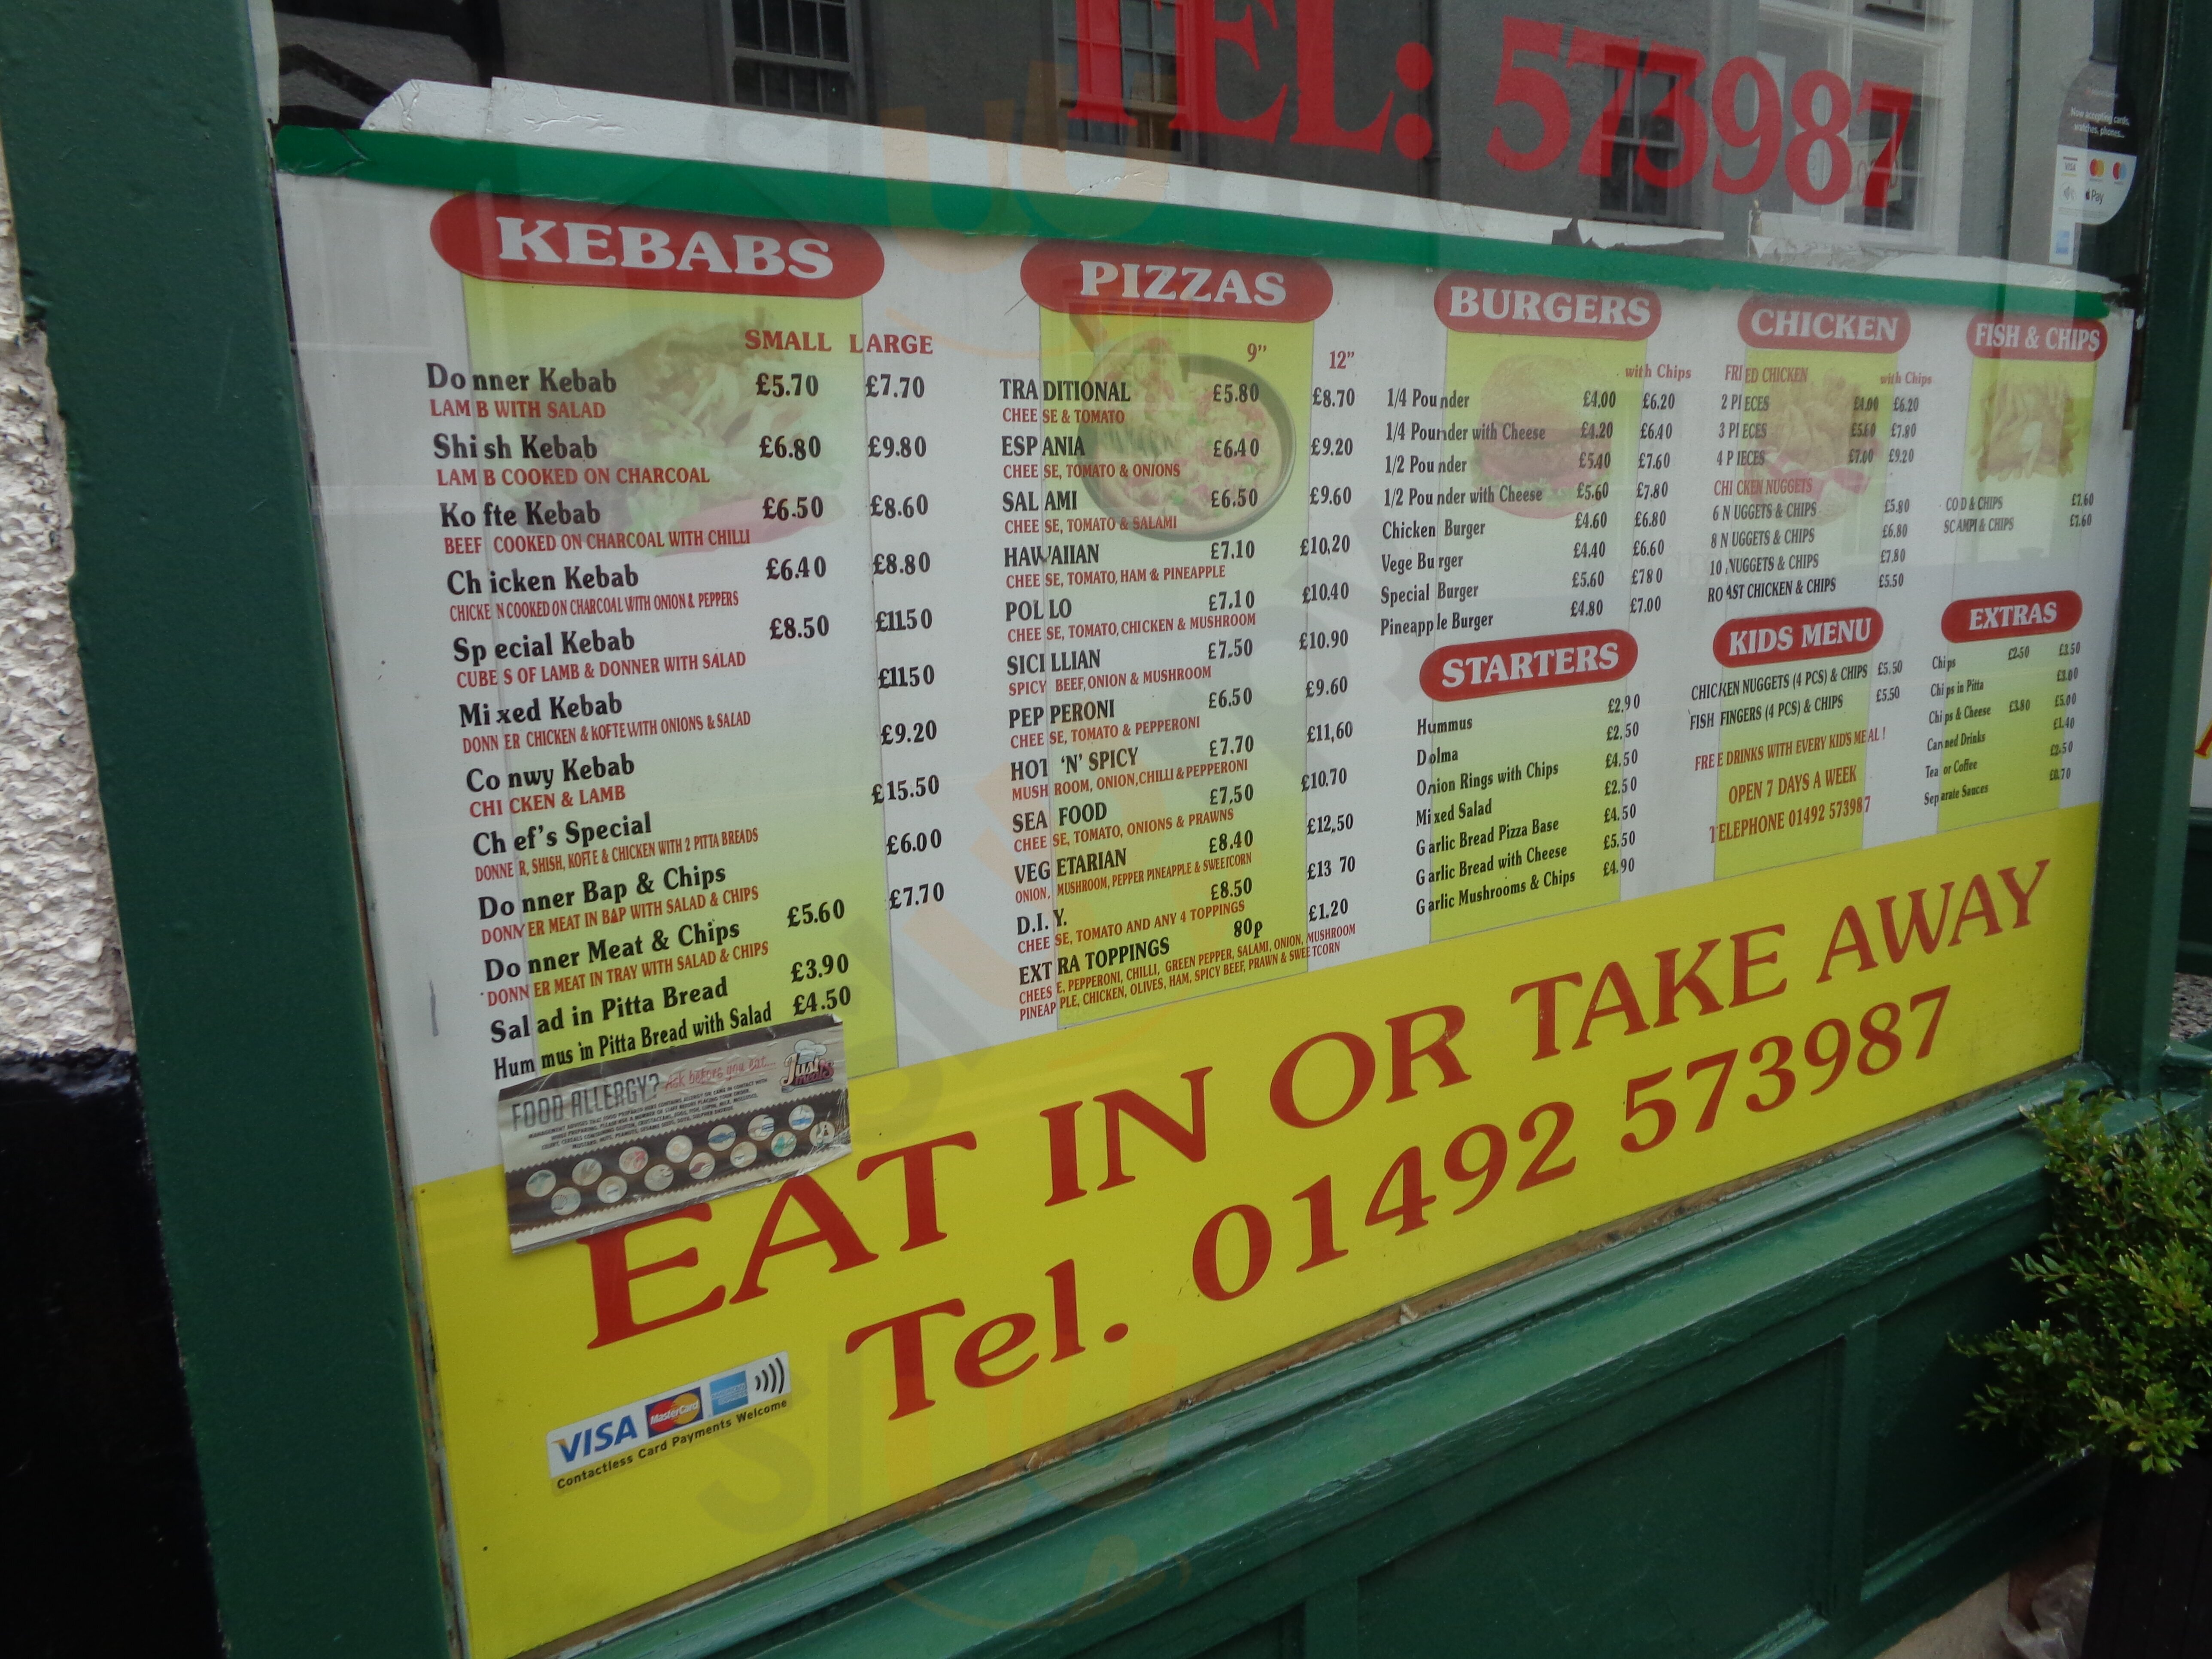 TEL: 573987
Now accepting cards,
watches, phones...
VISA
Pay
KEBABS
SMALL LARGE
Donner Kebab £5.70 £7.70
LAMB WITH SALAD
Shish Kebab £6.80 £9.80
LAMB COOKED ON CHARCOAL
Kofte Kebab £6.50 £8.60
BEEF COOKED ON CHARCOAL WITH CHILLI
Chicken Kebab £6.40 £8.80
CHICKEN COOKED ON CHARCOAL WITH ONION & PEPPERS
Special Kebab £8.50 £1150
CUBES OF LAMB & DONNER WITH SALAD
Mixed Kebab £1150
DONNER CHICKEN & KOFTE WITH ONIONS & SALAD
Conwy Kebab £9.20
CHICKEN & LAMB
Chef's Special £15.50
DONNER, SHISH, KOFTE & CHICKEN WITH 2 PITTA BREADS
Donner Bap & Chips £6.00
DONNER MEAT IN BAP WITH SALAD & CHIPS
Donner Meat & Chips £5.60 £7.70
DONNER MEAT IN TRAY WITH SALAD & CHIPS
Salad in Pitta Bread £3.90
Hummus in Pitta Bread with Salad £4.50
FOOD ALLERGY? Ask before you eat...
Just
PIZZAS
9" 12"
TRADITIONAL £5.80 £8.70
CHEESE & TOMATO
ESPANIA £6.40 £9.20
CHEESE, TOMATO & ONIONS
SALAMI £6.50 £9.60
CHEESE, TOMATO & SALAMI
HAWAIIAN £7.10 £10.20
CHEESE, TOMATO, HAM & PINEAPPLE
POLLO £7.10 £10.40
CHEESE, TOMATO, CHICKEN & MUSHROOM
SICILLIAN £7.50 £10.90
SPICY BEEF, ONION & MUSHROOM
PEPPERONI £6.50 £9.60
CHEESE, TOMATO & PEPPERONI
HOT 'N' SPICY £7.70 £11,60
MUSHROOM, ONION, CHILLI & PEPPERONI
SEA FOOD £7.50 £10.70
CHEESE, TOMATO, ONIONS & PRAWNS
VEGETARIAN £8.40 £12.50
ONION, MUSHROOM, PEPPER PINEAPPLE & SWEETCORN
D.I.Y. £8.50 £13 70
CHEESE, TOMATO AND ANY 4 TOPPINGS
EXTRA TOPPINGS 80p £1.20
CHEESE, PEPPERONI, CHILLI, GREEN PEPPER, SALAMI, ONION, MUSHROOM
PINEAPPLE, CHICKEN, OLIVES, HAM, SPICY BEEF, PRAWN & SWEETCORN
BURGERS
with Chips
1/4 Pounder £4.00 £6.20
1/4 Pounder with Cheese £4.20 £6.40
1/2 Pounder £5.40 £7.60
1/2 Pounder with Cheese £5.60 £7.80
Chicken Burger £4.60 £6.80
Vege Burger £4.40 £6.60
Special Burger £5.60 £780
Pineapple Burger £4.80 £7.00
STARTERS
Hummus £2.90
Dolma £2.50
Onion Rings with Chips £4.50
Mixed Salad £2.50
Garlic Bread Pizza Base £4.50
Garlic Bread with Cheese £5.50
Garlic Mushrooms & Chips £4.90
CHICKEN
FRIED CHICKEN with Chips
2 PIECES £4.00 £6.20
3 PIECES £5.60 £7.80
4 PIECES £7.00 £9.20
CHICKEN NUGGETS
6 NUGGETS & CHIPS £5.80
8 NUGGETS & CHIPS £6.80
10 NUGGETS & CHIPS £7.80
ROAST CHICKEN & CHIPS £5.50
KIDS MENU
CHICKEN NUGGETS (4 PCS) & CHIPS £5.50
FISH FINGERS (4 PCS) & CHIPS £5.50
FREE DRINKS WITH EVERY KIDS MEAL !
OPEN 7 DAYS A WEEK
TELEPHONE 01492 573987
FISH & CHIPS
COD & CHIPS £7.60
SCAMPI & CHIPS £7.60
EXTRAS
Chips £2.50 £3.50
Chips in Pitta £3.00
Chips & Cheese £3.80 £5.00
Canned Drinks £1.40
Tea or Coffee £2.50
Separate Sauces £0.70
EAT IN OR TAKE AWAY
Tel. 01492 573987
VISA MasterCard
Contactless Card Payments Welcome